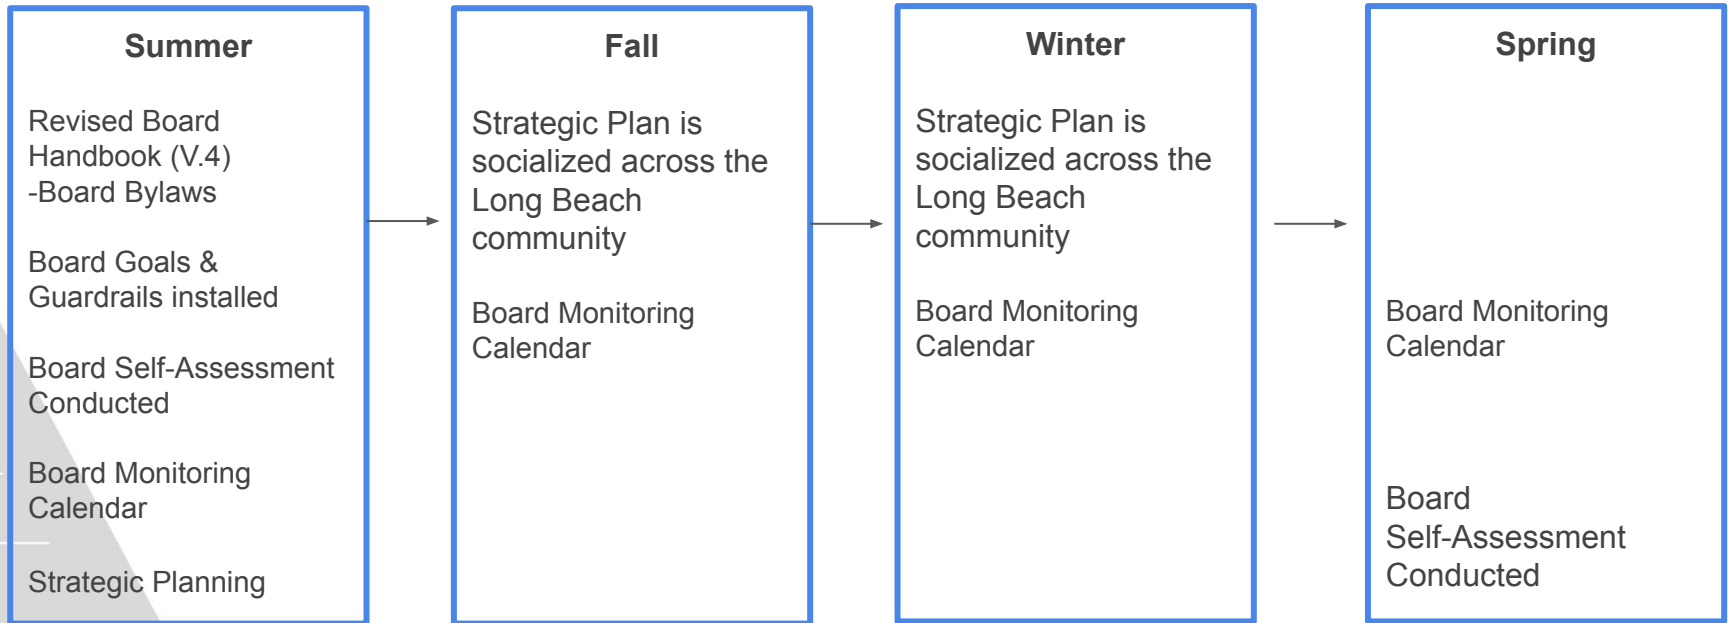 Summer
Revised Board
Handbook (V.4)
-Board Bylaws
Board Goals &
Guardrails installed
Board Self-Assessment
Conducted
Board Monitoring
Calendar
Strategic Planning
Fall
Strategic Plan is
socialized across the
Long Beach
community
Board Monitoring
Calendar
Winter
Strategic Plan is
socialized across the
Long Beach
community
Board Monitoring
Calendar
Spring
Board Monitoring
Calendar
Board
Self-Assessment
Conducted